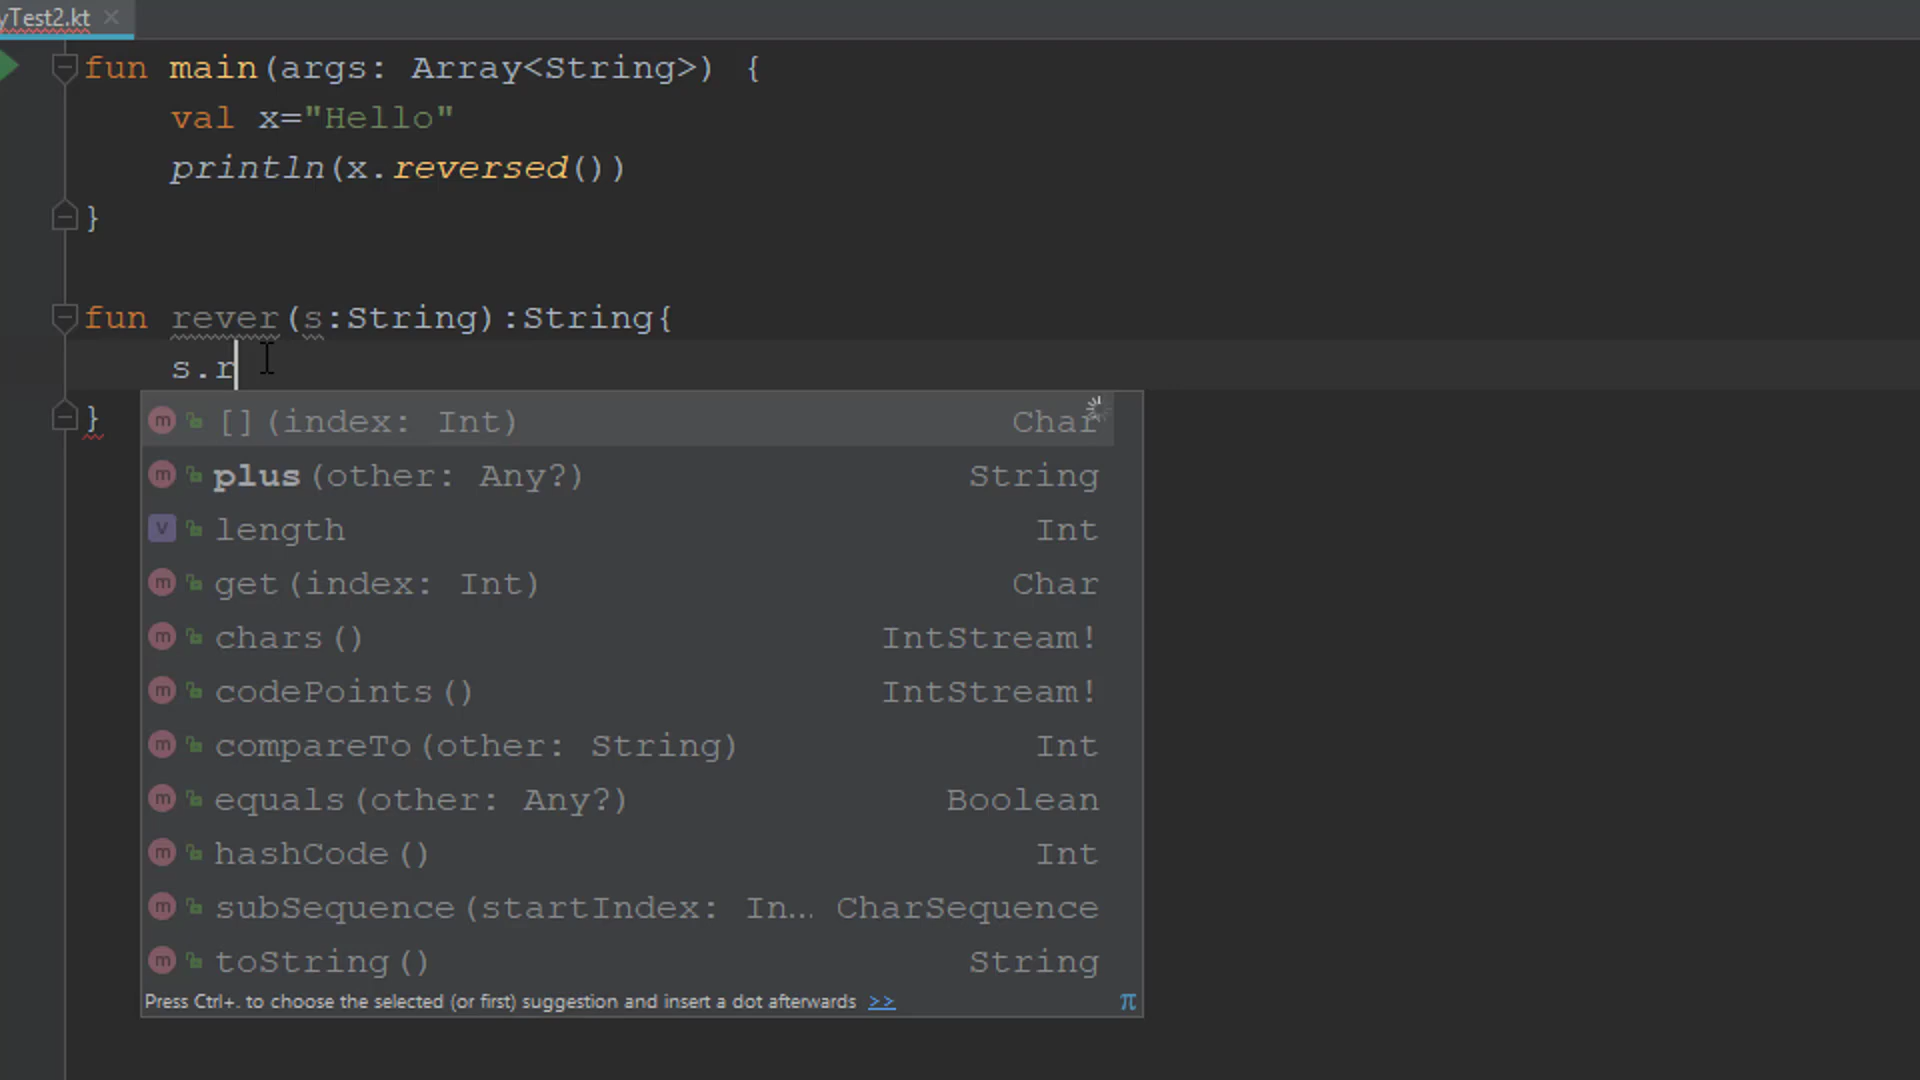 yTest2.kt
fun main(args: Array<String>) {
val x="Hello"
println(x.reversed())
}
fun rever(s:String):String{
s.r
}
m [](index: Int) Char
m plus(other: Any?) String
v length Int
m get(index: Int) Char
m chars() IntStream!
m codePoints() IntStream!
m compareTo(other: String) Int
m equals(other: Any?) Boolean
m hashCode() Int
m subSequence(startIndex: In... CharSequence
m toString() String
Press Ctrl+. to choose the selected (or first) suggestion and insert a dot afterwards >> π